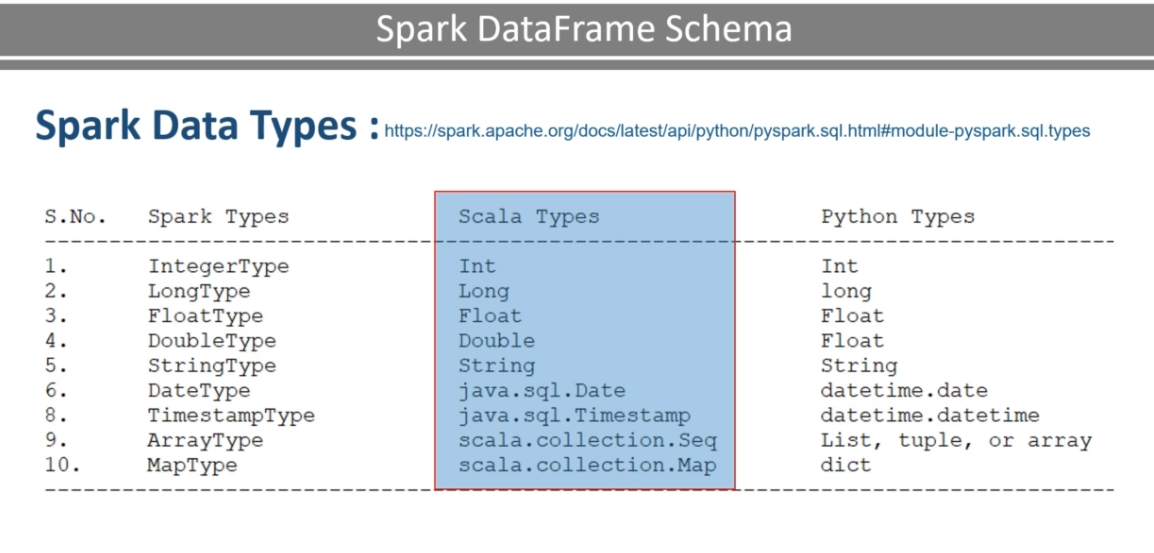 Spark DataFrame Schema
Spark Data Types : https://spark.apache.org/docs/latest/api/python/pyspark.sql.html#module-pyspark.sql.types
S.No. Spark Types Scala Types Python Types
1. IntegerType Int Int
2. LongType Long long
3. FloatType Float Float
4. DoubleType Double Float
5. StringType String String
6. DateType java.sql.Date datetime.date
8. TimestampType java.sql.Timestamp datetime.datetime
9. ArrayType scala.collection.Seq List, tuple, or array
10. MapType scala.collection.Map dict